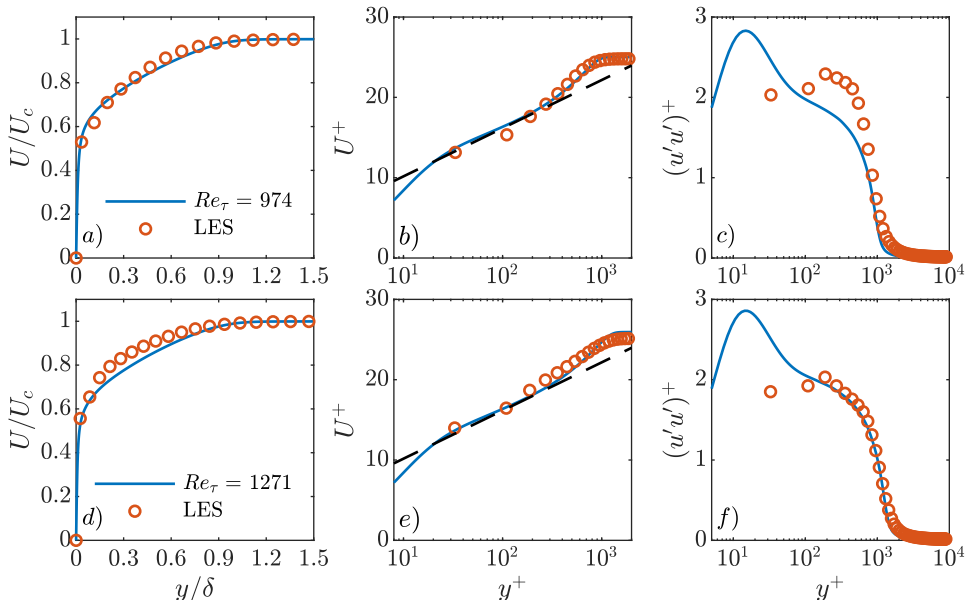 1
0.8
0.6
0.4
0.2
0
U/U_c
Re_τ = 974
LES
a)
0 0.3 0.6 0.9 1.2 1.5
30
20
10
0
U^+
b)
10^1 10^2 10^3
3
2
1
0
(u'u')^+
c)
10^1 10^2 10^3 10^4
1
0.8
0.6
0.4
0.2
0
U/U_c
Re_τ = 1271
LES
d)
0 0.3 0.6 0.9 1.2 1.5
y/δ
30
20
10
0
U^+
e)
10^1 10^2 10^3
y^+
3
2
1
0
(u'u')^+
f)
10^1 10^2 10^3 10^4
y^+